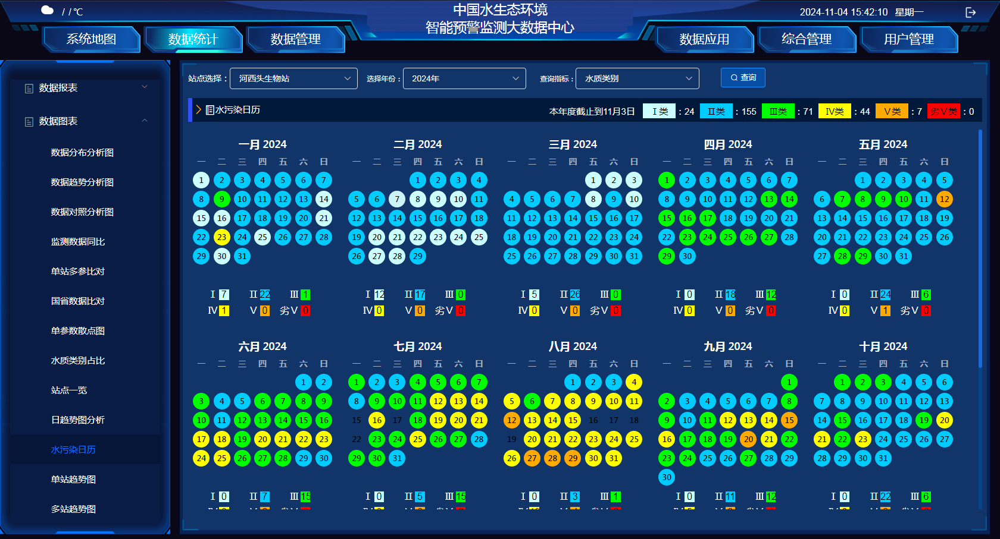 / / ℃
中国水生态环境
智能预警监测大数据中心
2024-11-04 15:42:10 星期一
系统地图 数据统计 数据管理 数据应用 综合管理 用户管理
数据报表
数据图表
数据分布分析图
数据趋势分析图
数据对照分析图
监测数据同比
单站多参比对
国省数据比对
单参数散点图
水质类别占比
站点一览
日趋势图分析
水污染日历
单站趋势图
多站趋势图
站点选择： 河西头生物站 选择年份： 2024年 查询指标： 水质类别 查询
水污染日历
本年度截止到11月3日 Ⅰ类：24 Ⅱ类：155 Ⅲ类：71 Ⅳ类：44 Ⅴ类：7 劣Ⅴ类：0
一月 2024
一 二 三 四 五 六 日
1 2 3 4 5 6 7
8 9 10 11 12 13 14
15 16 17 18 19 20 21
22 23 24 25 26 27 28
29 30 31
Ⅰ 7 Ⅱ 22 Ⅲ 1
Ⅳ 1 Ⅴ 0 劣Ⅴ 0
二月 2024
一 二 三 四 五 六 日
1 2 3 4
5 6 7 8 9 10 11
12 13 14 15 16 17 18
19 20 21 22 23 24 25
26 27 28 29
Ⅰ 12 Ⅱ 17 Ⅲ 0
Ⅳ 0 Ⅴ 0 劣Ⅴ 0
三月 2024
一 二 三 四 五 六 日
1 2 3
4 5 6 7 8 9 10
11 12 13 14 15 16 17
18 19 20 21 22 23 24
25 26 27 28 29 30 31
Ⅰ 5 Ⅱ 26 Ⅲ 0
Ⅳ 0 Ⅴ 0 劣Ⅴ 0
四月 2024
一 二 三 四 五 六 日
1 2 3 4 5 6 7
8 9 10 11 12 13 14
15 16 17 18 19 20 21
22 23 24 25 26 27 28
29 30
Ⅰ 0 Ⅱ 18 Ⅲ 12
Ⅳ 0 Ⅴ 0 劣Ⅴ 0
五月 2024
一 二 三 四 五 六 日
1 2 3 4 5
6 7 8 9 10 11 12
13 14 15 16 17 18 19
20 21 22 23 24 25 26
27 28 29 30 31
Ⅰ 0 Ⅱ 24 Ⅲ 6
Ⅳ 0 Ⅴ 1 劣Ⅴ 0
六月 2024
一 二 三 四 五 六 日
1 2
3 4 5 6 7 8 9
10 11 12 13 14 15 16
17 18 19 20 21 22 23
24 25 26 27 28 29 30
Ⅰ 0 Ⅱ 7 Ⅲ 15
七月 2024
一 二 三 四 五 六 日
1 2 3 4 5 6 7
8 9 10 11 12 13 14
15 16 17 18 19 20 21
22 23 24 25 26 27 28
29 30 31
Ⅰ 0 Ⅱ 5 Ⅲ 15
八月 2024
一 二 三 四 五 六 日
1 2 3 4
5 6 7 8 9 10 11
12 13 14 15 16 17 18
19 20 21 22 23 24 25
26 27 28 29 30 31
Ⅰ 0 Ⅱ 3 Ⅲ 1
九月 2024
一 二 三 四 五 六 日
1
2 3 4 5 6 7 8
9 10 11 12 13 14 15
16 17 18 19 20 21 22
23 24 25 26 27 28 29
30
Ⅰ 0 Ⅱ 11 Ⅲ 12
十月 2024
一 二 三 四 五 六 日
1 2 3 4 5 6
7 8 9 10 11 12 13
14 15 16 17 18 19 20
21 22 23 24 25 26 27
28 29 30 31
Ⅰ 0 Ⅱ 22 Ⅲ 6